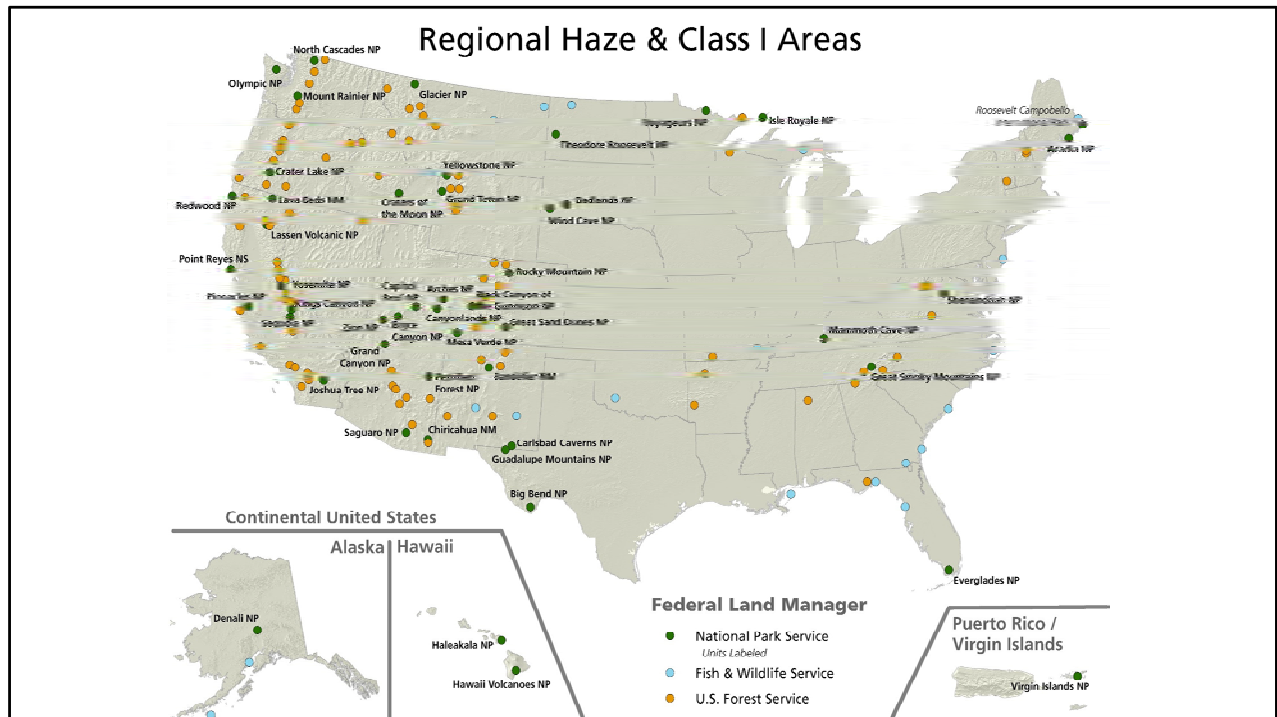 Regional Haze & Class I Areas
North Cascades NP
Olympic NP
Mount Rainier NP
Glacier NP
Roosevelt Campobello
Voyageurs NP
Isle Royale NP
Theodore Roosevelt NP
Acadia NP
Crater Lake NP
Yellowstone NP
Redwood NP
Lava Beds NM
Craters of
the Moon NP
Grand Teton NP
Badlands NP
Wind Cave NP
Lassen Volcanic NP
Point Reyes NS
Rocky Mountain NP
Yosemite NP
Capitol
Reef NP
Arches NP
Black Canyon of
Gunnison NP
Pinnacles NP
Kings Canyon NP
Shenandoah NP
Sequoia NP
Zion NP
Bryce
Canyon NP
Canyonlands NP
Great Sand Dunes NP
Mesa Verde NP
Mammoth Cave NP
Grand
Canyon NP
Joshua Tree NP
Forest NP
Bandelier NM
Great Smoky Mountains NP
Saguaro NP
Chiricahua NM
Carlsbad Caverns NP
Guadalupe Mountains NP
Big Bend NP
Everglades NP
Continental United States
Alaska
Hawaii
Denali NP
Haleakala NP
Hawaii Volcanoes NP
Federal Land Manager
National Park Service
Units Labeled
Fish & Wildlife Service
U.S. Forest Service
Puerto Rico /
Virgin Islands
Virgin Islands NP